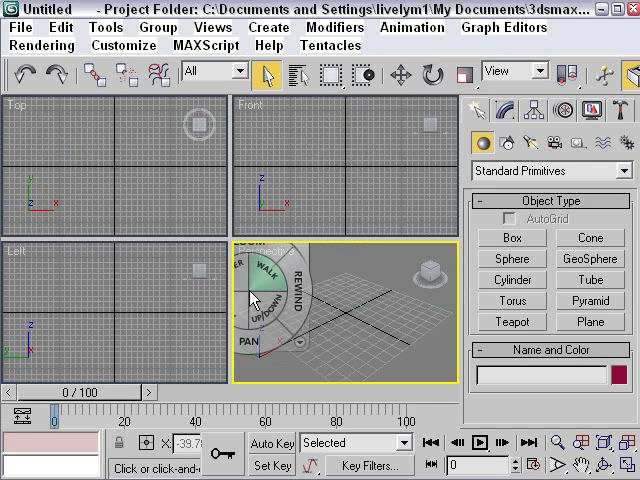 Untitled - Project Folder: C:\Documents and Settings\livelym1\My Documents\3dsmax...
File Edit Tools Group Views Create Modifiers Animation Graph Editors
Rendering Customize MAXScript Help Tentacles
All View
Top
Front
Standard Primitives
y
z x
z
y x
- Object Type
AutoGrid
Box Cone
Sphere GeoSphere
Cylinder Tube
Torus Pyramid
Teapot Plane
Left
Perspective
WALK
REWIND
UP/DOWN
PAN
z
y x
z
x
- Name and Color
< 0 / 100 >
0 20 40 60 80 100
X: -39.78
Auto Key Selected
Set Key Key Filters...
0
Click or click-and-